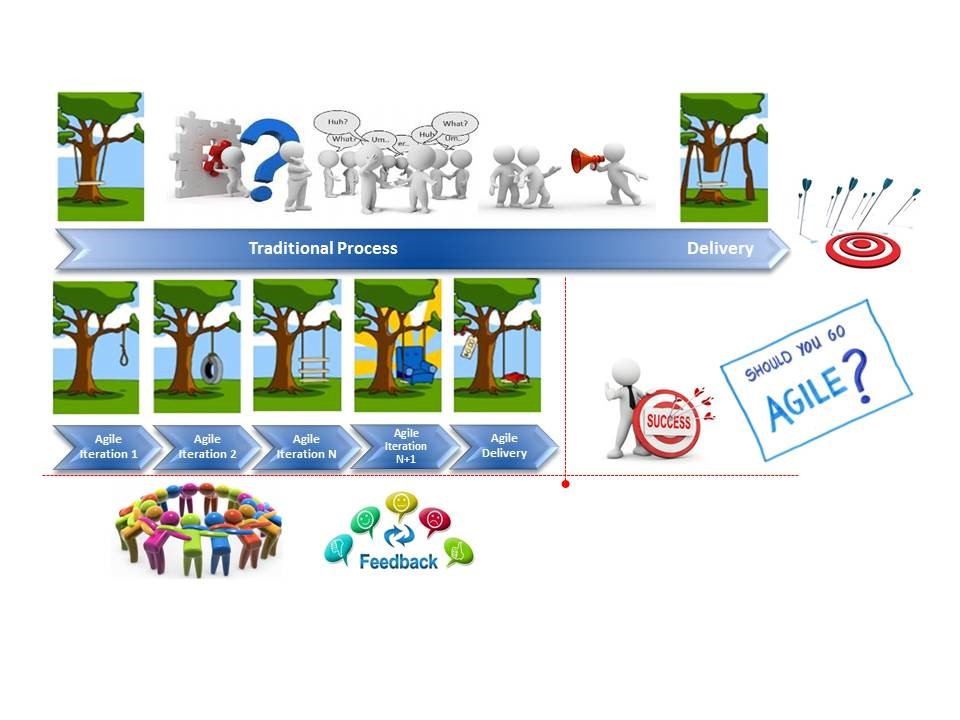 Huh?
What?
What?
Um..
er..
Huh
Um..
Traditional Process
Delivery
SHOULD YOU GO
AGILE?
SUCCESS
Agile
Iteration 1
Agile
Iteration 2
Agile
Iteration N
Agile
Iteration
N+1
Agile
Delivery
Feedback